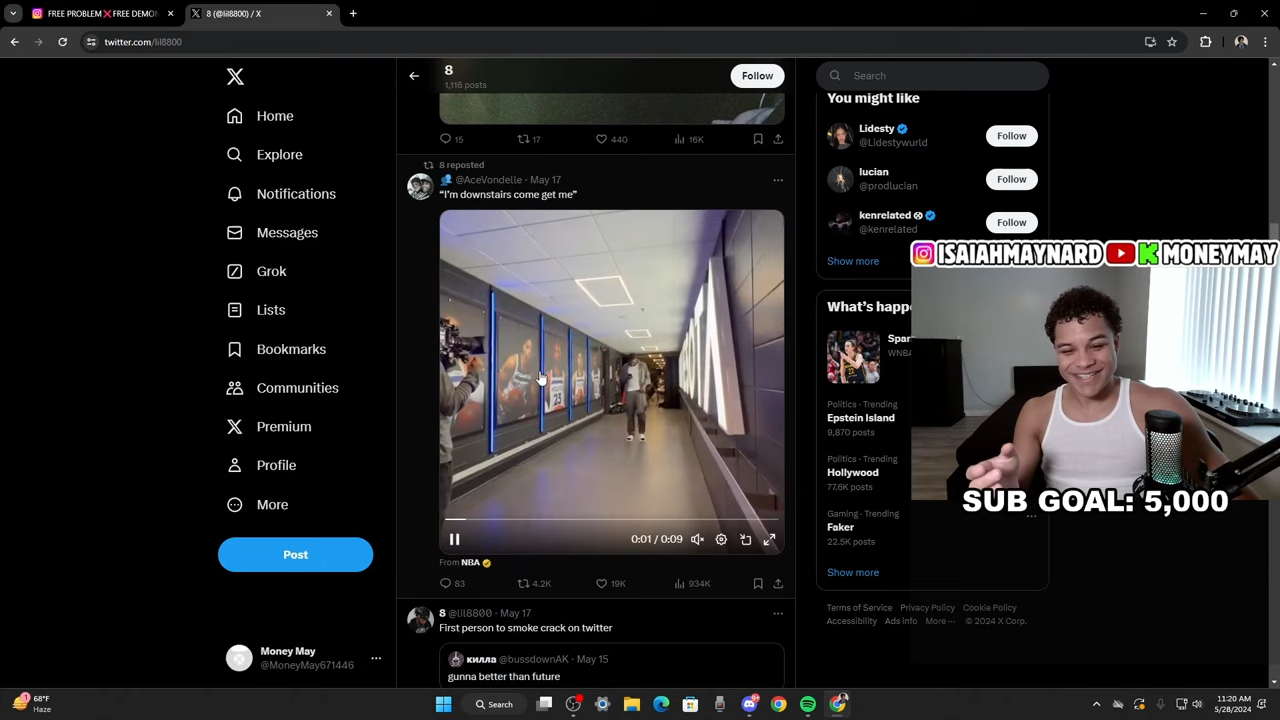 FREE PROBLEM❌FREE DEMON
8 (@lil8800) / X
twitter.com/lil8800
8
1,116 posts
Follow
Home
Explore
Notifications
Messages
Grok
Lists
Bookmarks
Communities
Premium
Profile
More
Post
Money May
@MoneyMay671446
15
17
440
16K
8 reposted
@AceVondelle · May 17
“I’m downstairs come get me”
25
0:01 / 0:09
From NBA
83
4.2K
19K
934K
8 @lil8800 · May 17
First person to smoke crack on twitter
килла @bussdownAK · May 15
gunna better than future
Search
You might like
Lidesty
@Lidestywurld
Follow
lucian
@prodlucian
Follow
kenrelated
@kenrelated
Follow
Show more
ISAIAHMAYNARD K MONEYMAY
What’s happe
Spar
WNBA
Politics · Trending
Epstein Island
9,870 posts
Politics · Trending
Hollywood
77.6K posts
Gaming · Trending
Faker
22.5K posts
Show more
SUB GOAL: 5,000
Terms of Service Privacy Policy Cookie Policy
Accessibility Ads info More ··· © 2024 X Corp.
68°F
Haze
Search
11:20 AM
5/28/2024